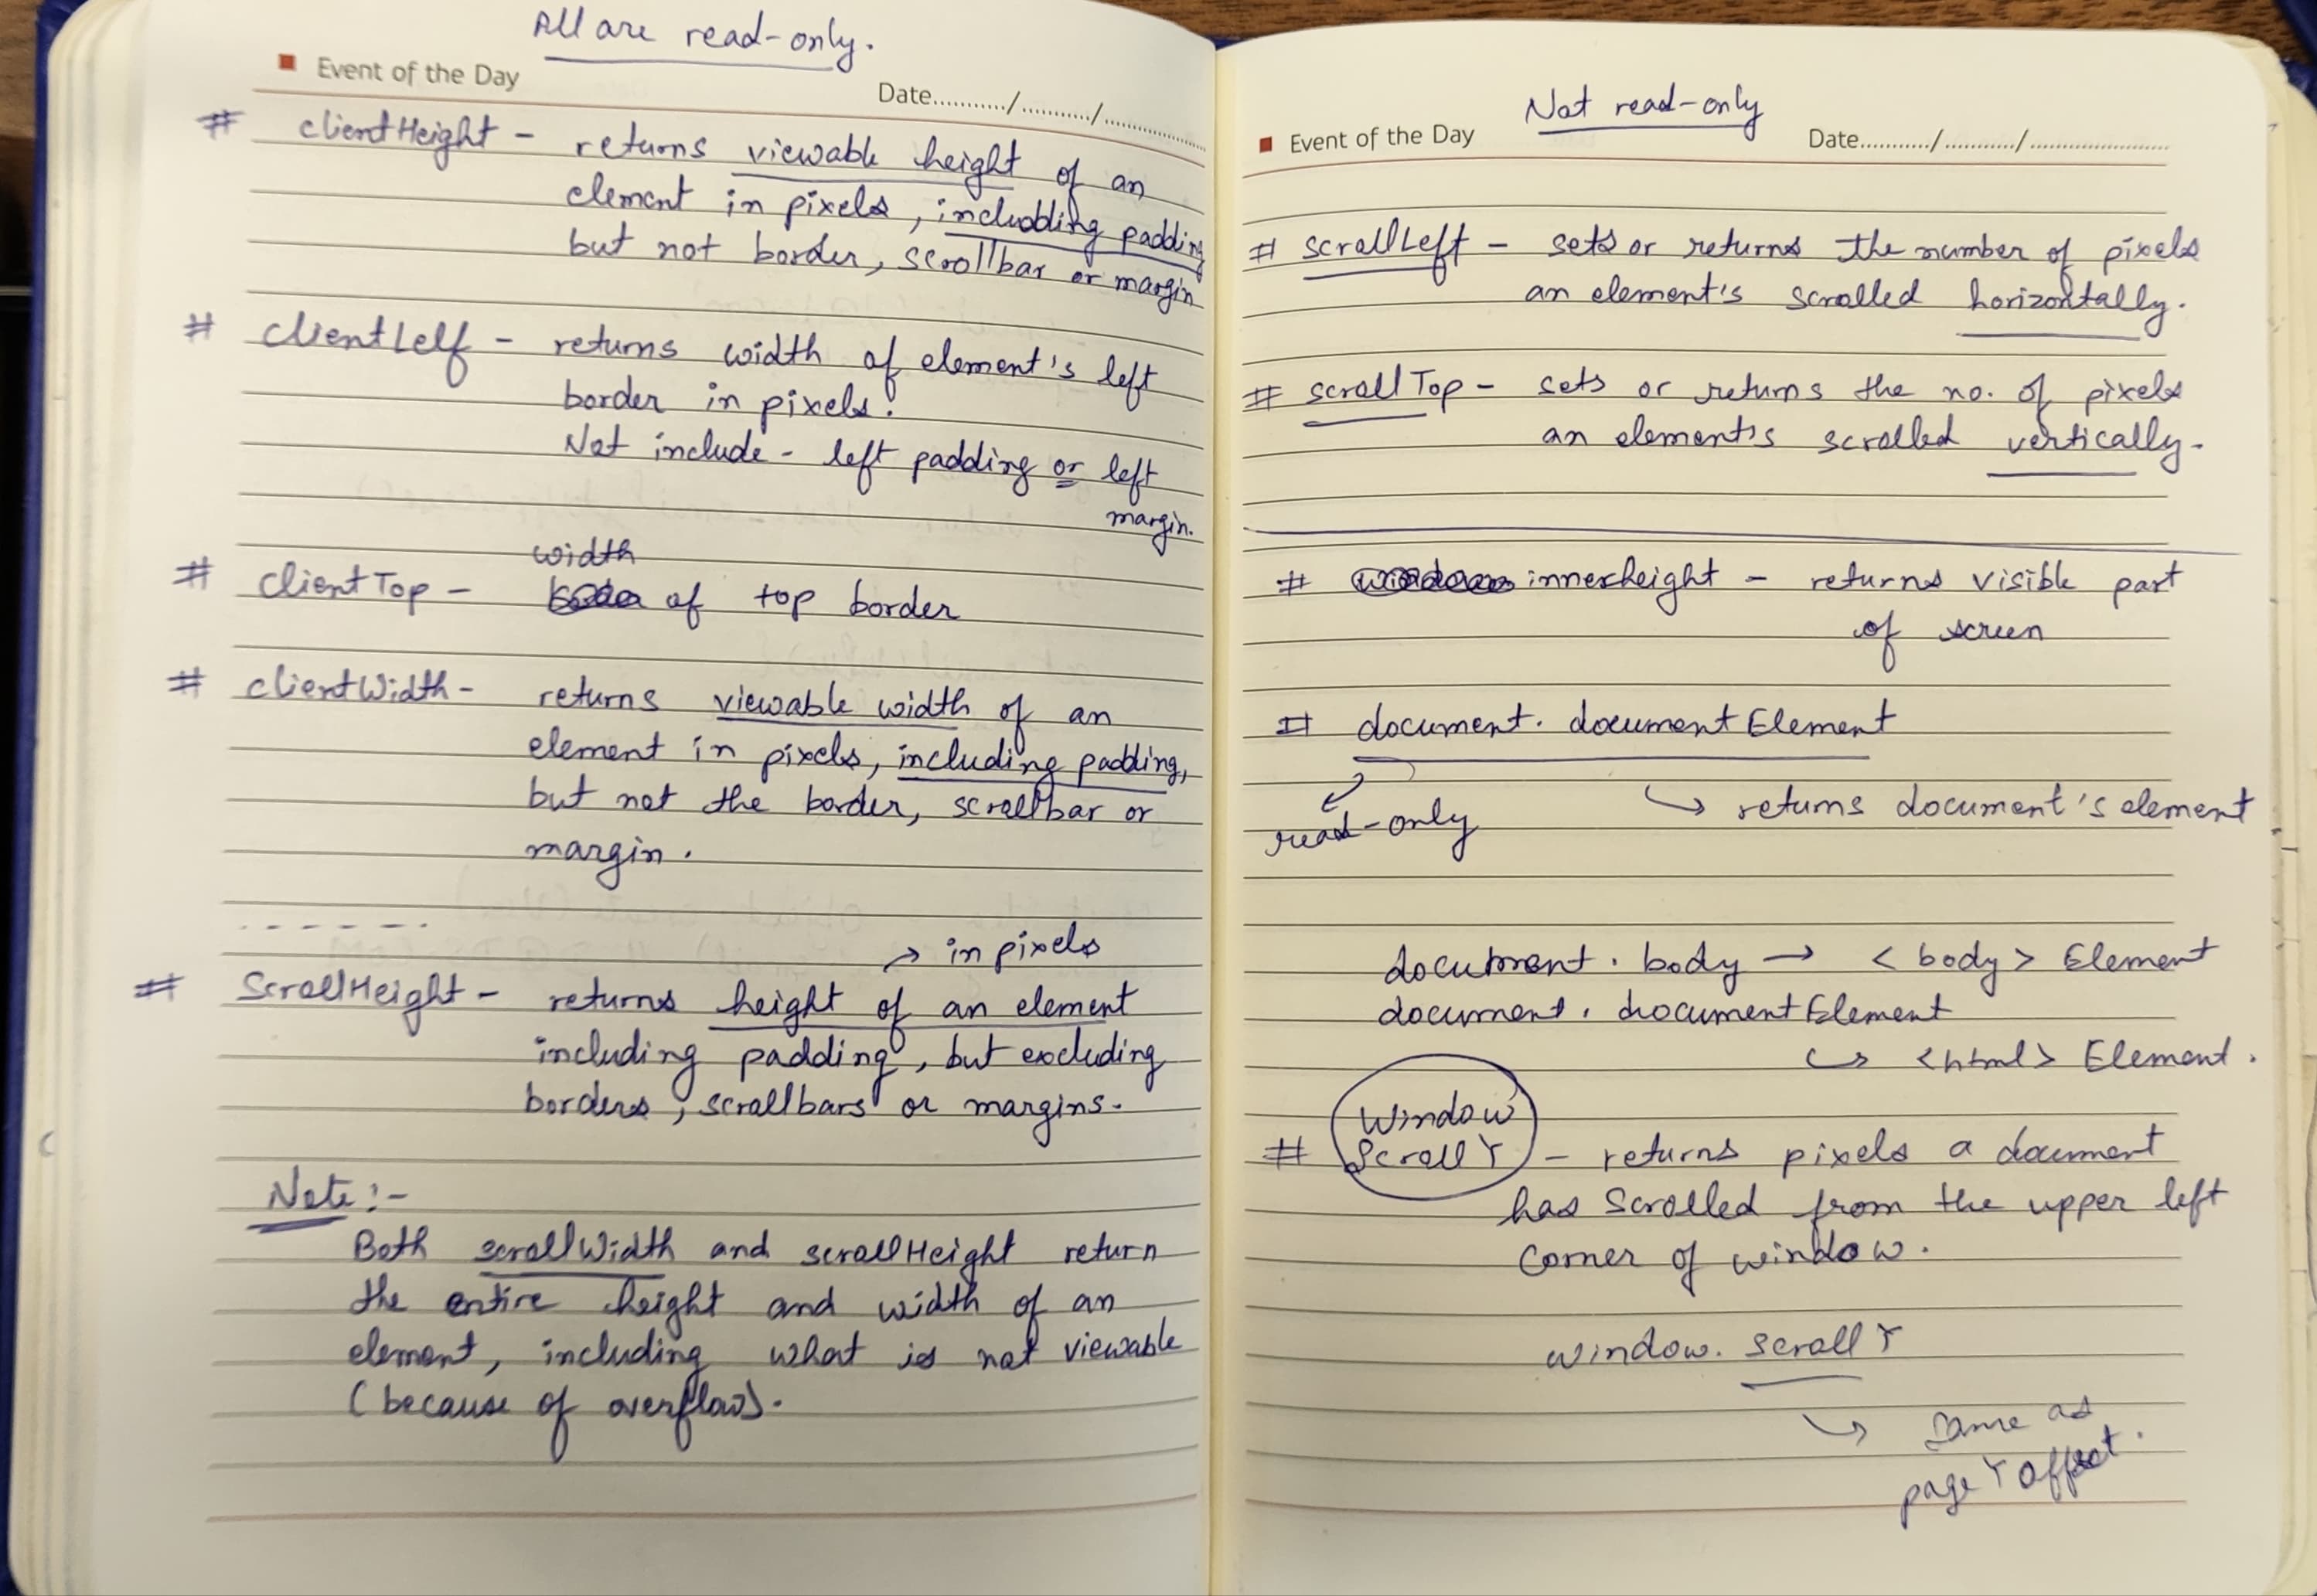 All are read-only.
Event of the Day
Date.........../.........../.....................
# clientHeight - returns viewable height of an
element in pixels, includding padding
but not border, scrollbar or margin
# clientLelf - returns width of element's left
border in pixels.
Not include - left padding or left
margin.
width
# clientTop - of top border
# clientWidth - returns viewable width of an
element in pixels, including padding,
but not the border, scrollbar or
margin.
→ in pixels
# ScrollHeight - returns height of an element
including padding, but excluding
borders, scrollbars or margins.
Note:-
Both scrollWidth and scrollHeight return
the entire height and width of an
element, including what is not viewable
(because of overflow).
Not read-only
Event of the Day
Date.........../.........../.....................
# scrollLeft - sets or returns the number of pixels
an element's scrolled horizontally.
# scrollTop - sets or returns the no. of pixels
an element's scrolled vertically.
# innerheight - returns visible part
of screen
# document. documentElement
read-only
↳ returns document's element
document. body → <body> Element
document. documentElement
↳ <html> Element.
Window
# ScrollY - returns pixels a document
has Scrolled from the upper left
Corner of window.
window. scrollY
↳ Same as
pageYoffset.